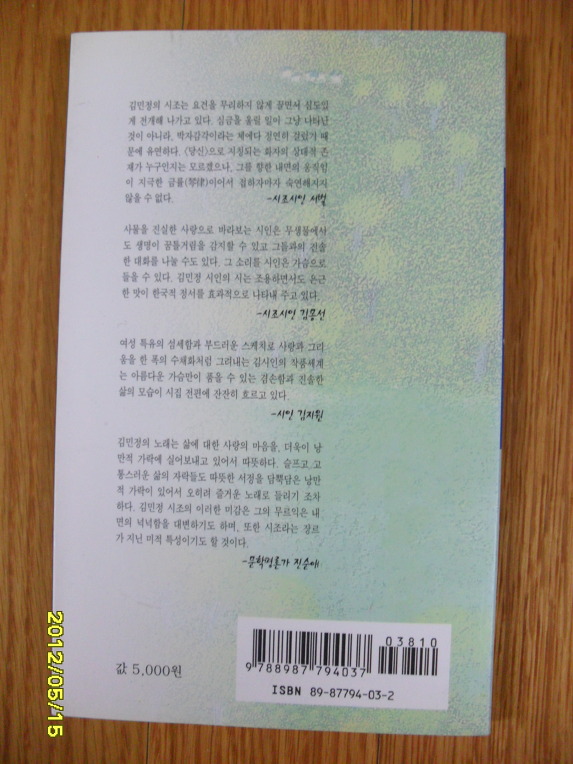 김민정의 시조는 요건을 무리하지 않게 끌면서 심도있
게 전개해 나가고 있다. 심금을 울릴 일이 그냥 나타난
것이 아니라, 박자감각이라는 체에다 정연히 걸렀기 때
문에 유연하다. 〈당신〉으로 지칭되는 화자의 상대적 존
재가 누구인지는 모르겠으나, 그를 향한 내면의 움직임
이 지극한 금률(琴律)이어서 접하자마자 숙연해지지
않을 수 없다.
-시조시인 서벌
사물을 진실한 사랑으로 바라보는 시인은 무생물에서
도 생명이 꿈틀거림을 감지할 수 있고 그들과의 진솔
한 대화를 나눌 수도 있다. 그 소리를 시인은 가슴으로
들을 수 있다. 김민정 시인의 시는 조용하면서도 은근
한 맛이 한국적 정서를 효과적으로 나타내 주고 있다.
-시조시인 김몽선
여성 특유의 섬세함과 부드러운 스케치로 사랑과 그리
움을 한 폭의 수채화처럼 그려내는 김시인의 작품세계
는 아름다운 가슴만이 품을 수 있는 겸손함과 진솔한
삶의 모습이 시집 전편에 잔잔히 흐르고 있다.
-시인 김지원
김민정의 노래는 삶에 대한 사랑의 마음을, 더욱이 낭
만적 가락에 실어보내고 있어서 따뜻하다. 슬프고 고
통스러운 삶의 자락들도 따뜻한 서정을 담뿍담은 낭만
적 가락이 있어서 오히려 즐거운 노래로 들리기 조차
하다. 김민정 시조의 이러한 미감은 그의 무르익은 내
면의 넉넉함을 대변하기도 하며, 또한 시조라는 장르
가 지닌 미적 특성이기도 할 것이다.
-문학평론가 진순애
값 5,000원
03810
9 788987 794037
ISBN 89-87794-03-2
2012/05/15